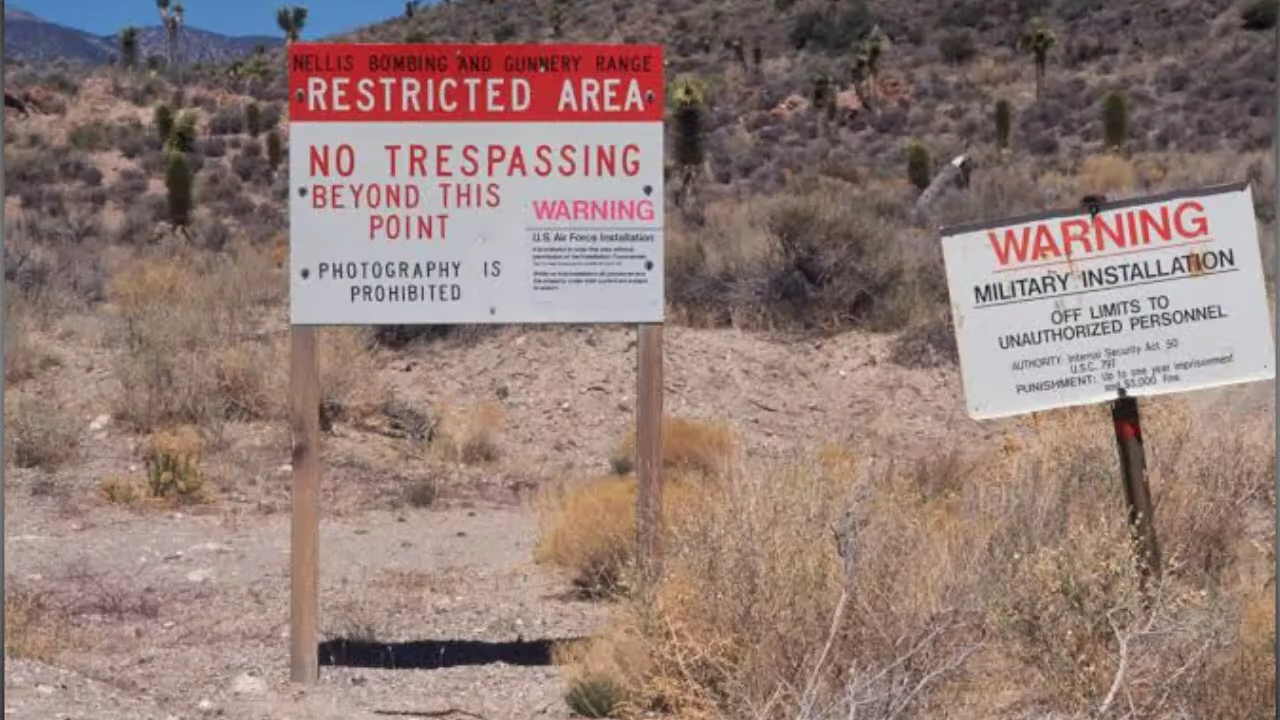 NELLIS BOMBING AND GUNNERY RANGE
RESTRICTED AREA
NO TRESPASSING
BEYOND THIS
POINT
PHOTOGRAPHY IS
PROHIBITED
WARNING
U.S. Air Force Installation
WARNING
MILITARY INSTALLATION
OFF LIMITS TO
UNAUTHORIZED PERSONNEL
AUTHORITY: Internal Security Act, 50
U.S.C. 797
PUNISHMENT: Up to one year imprisonment
and $5,000 Fine.